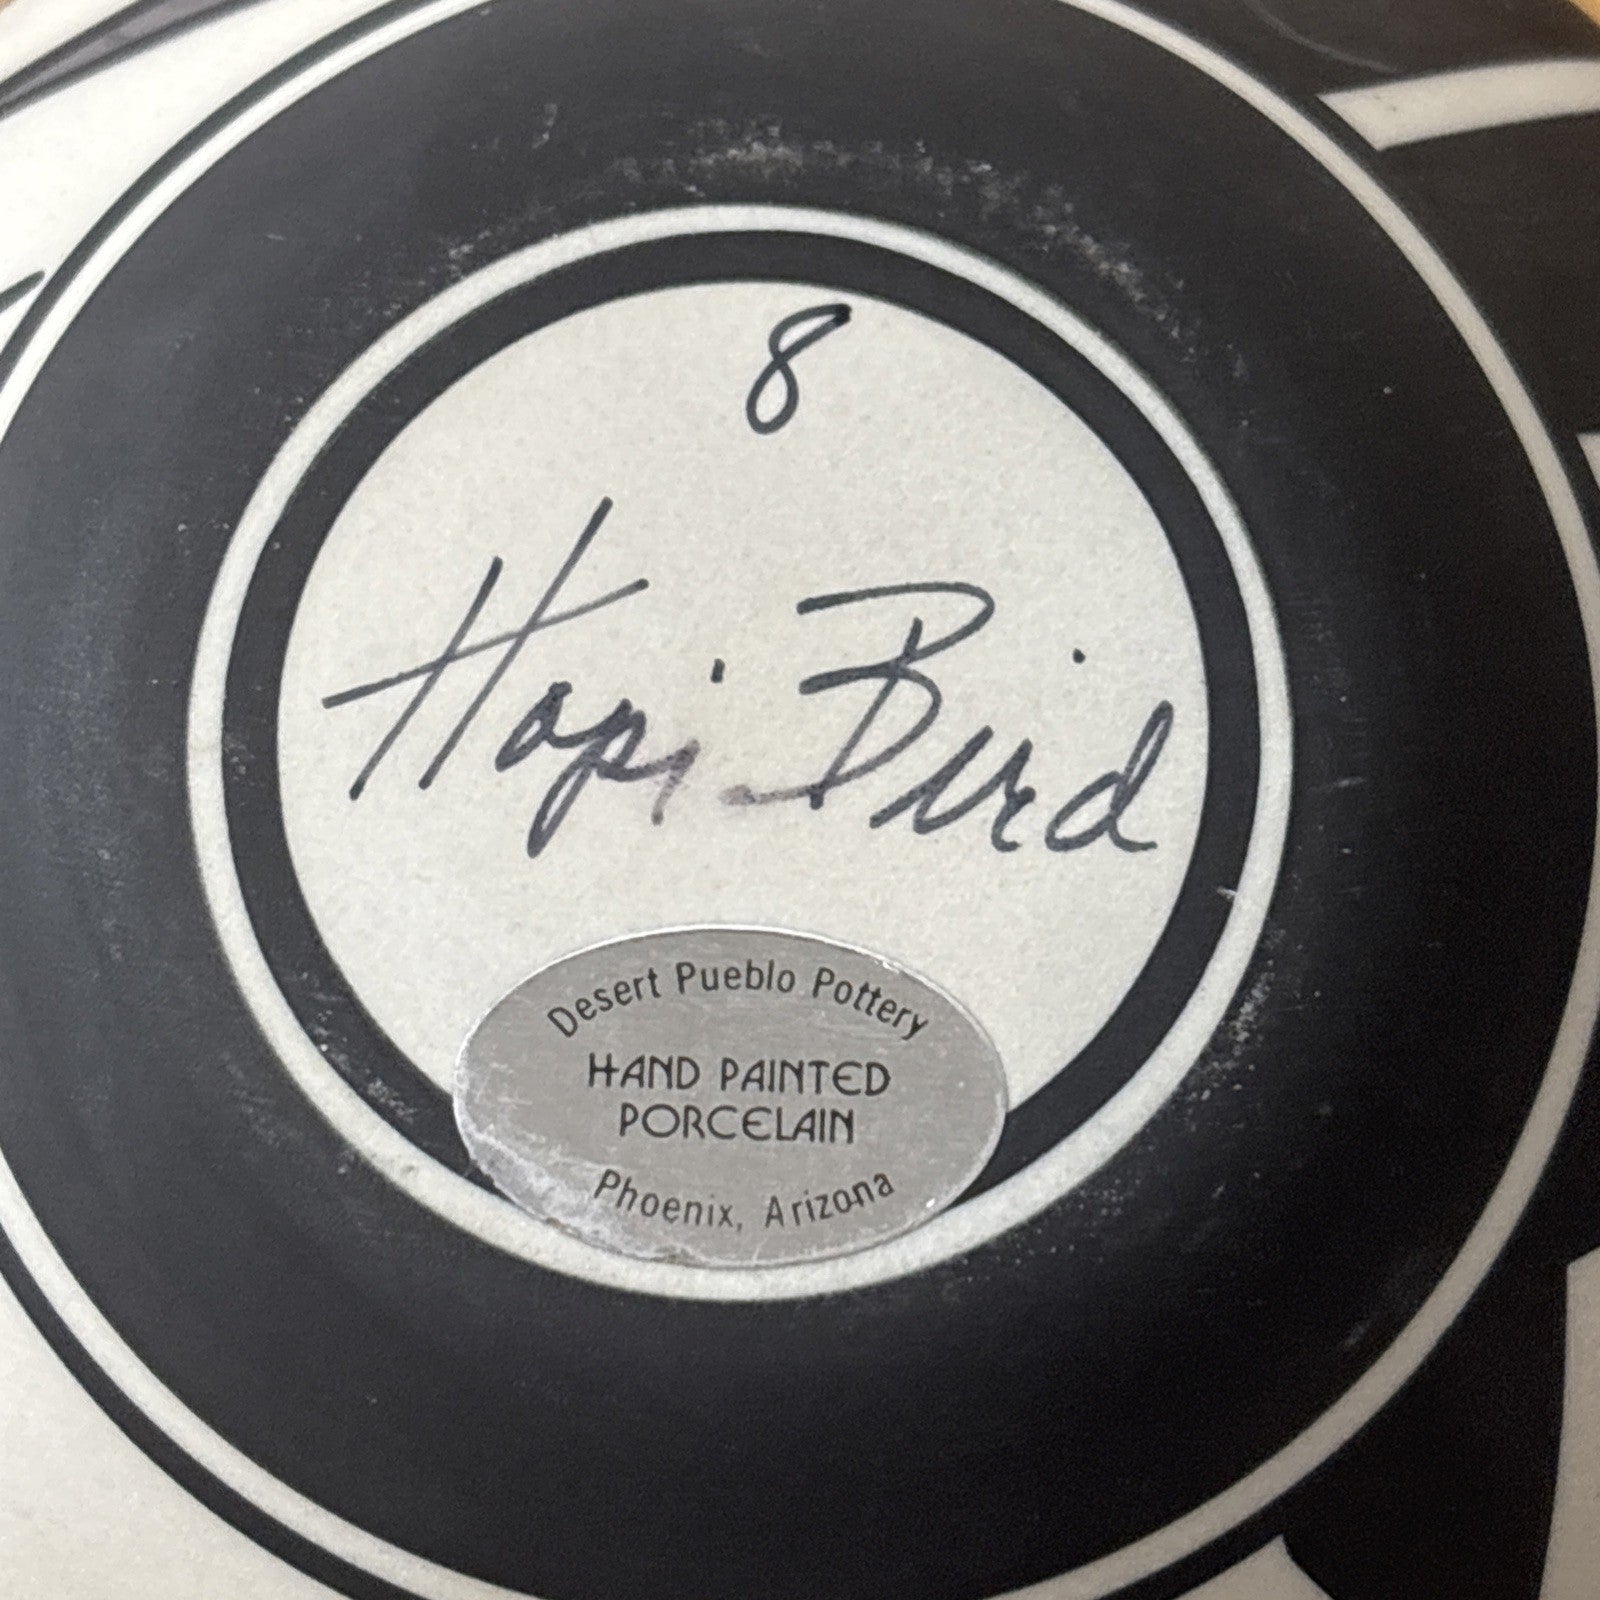 8
Hopi Bird
Desert Pueblo Pottery
HAND PAINTED
PORCELAIN
Phoenix, Arizona